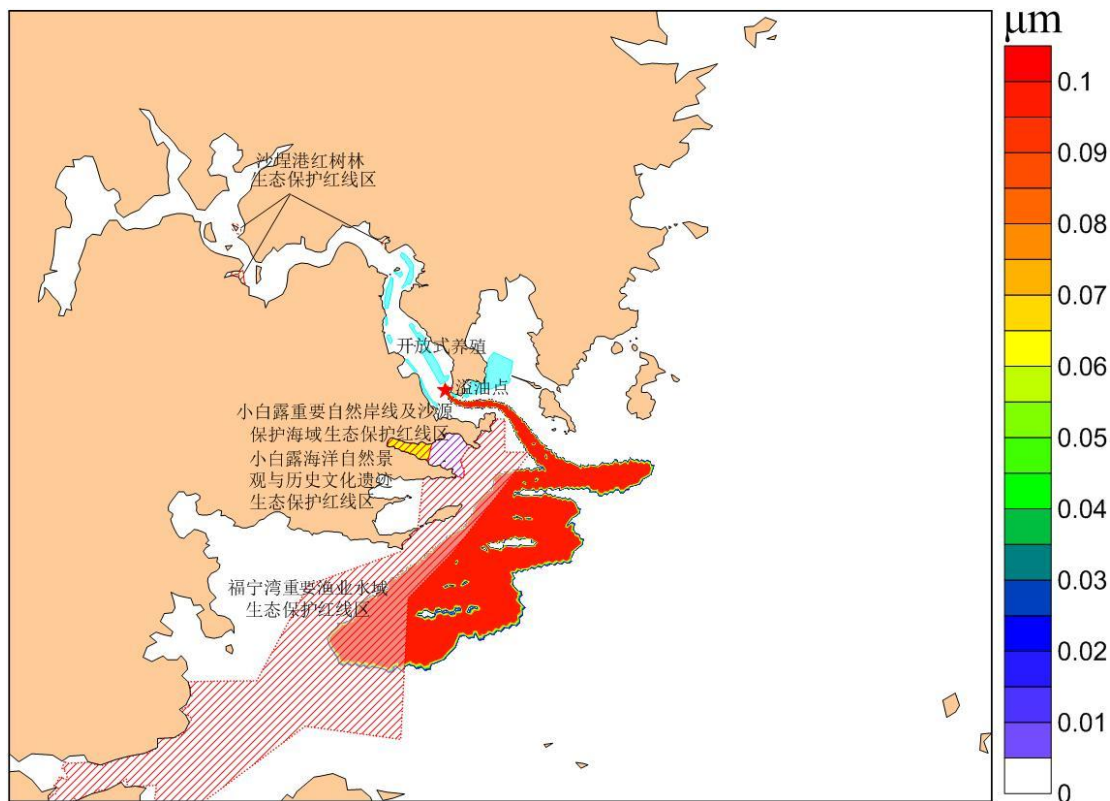 μm
沙埕港红树林
生态保护红线区
开放式养殖
溢油点
小白露重要自然岸线及沙源
保护海域生态保护红线区
小白露海洋自然景
观与历史文化遗迹
生态保护红线区
福宁湾重要渔业水域
生态保护红线区
0.1
0.09
0.08
0.07
0.06
0.05
0.04
0.03
0.02
0.01
0